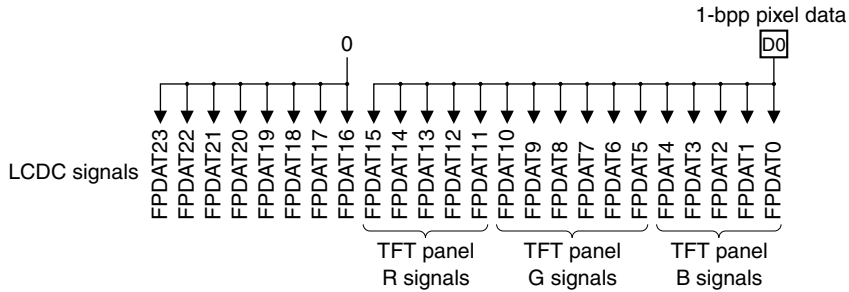 1-bpp pixel data
0
D0
LCDC signals
FPDAT23
FPDAT22
FPDAT21
FPDAT20
FPDAT19
FPDAT18
FPDAT17
FPDAT16
FPDAT15
FPDAT14
FPDAT13
FPDAT12
FPDAT11
FPDAT10
FPDAT9
FPDAT8
FPDAT7
FPDAT6
FPDAT5
FPDAT4
FPDAT3
FPDAT2
FPDAT1
FPDAT0
TFT panel
R signals
TFT panel
G signals
TFT panel
B signals